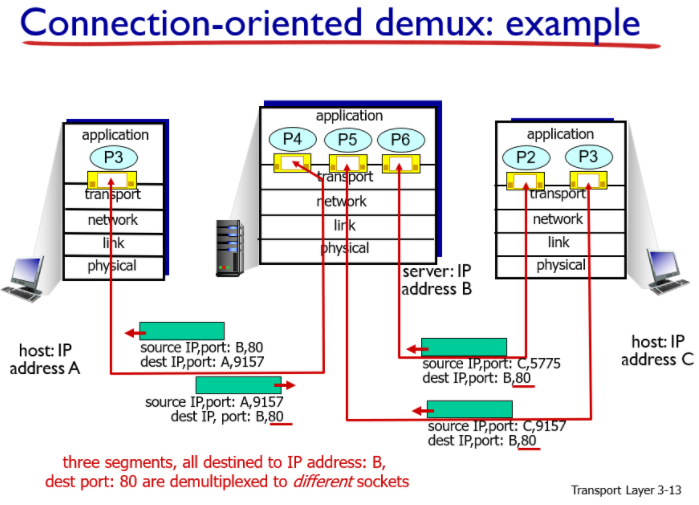 Connection-oriented demux: example
application
P3
transport
network
link
physical
host: IP
address A
application
P4 P5 P6
transport
network
link
physical
server: IP
address B
application
P2 P3
transport
network
link
physical
host: IP
address C
source IP,port: B,80
dest IP,port: A,9157
source IP,port: A,9157
dest IP, port: B,80
source IP,port: C,5775
dest IP,port: B,80
source IP,port: C,9157
dest IP,port: B,80
three segments, all destined to IP address: B,
dest port: 80 are demultiplexed to different sockets
Transport Layer 3-13